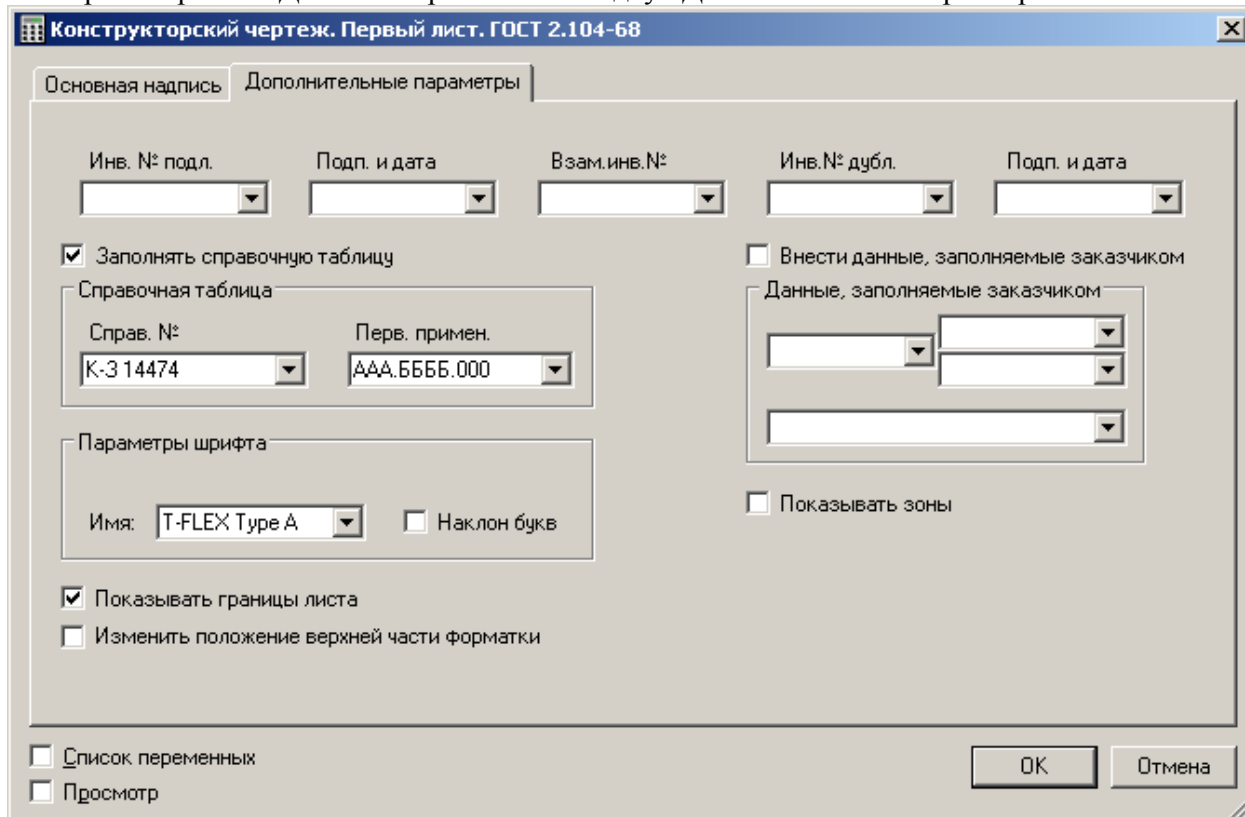 Конструкторский чертеж. Первый лист. ГОСТ 2.104-68
Основная надпись Дополнительные параметры
Инв. № подл. Подп. и дата Взам.инв.№ Инв.№ дубл. Подп. и дата
Заполнять справочную таблицу Внести данные, заполняемые заказчиком
Справочная таблица Данные, заполняемые заказчиком
Справ. № Перв. примен.
К-3 14474 ААА.ББББ.000
Параметры шрифта
Имя: T-FLEX Type A Наклон букв Показывать зоны
Показывать границы листа
Изменить положение верхней части форматки
Список переменных OK Отмена
Просмотр